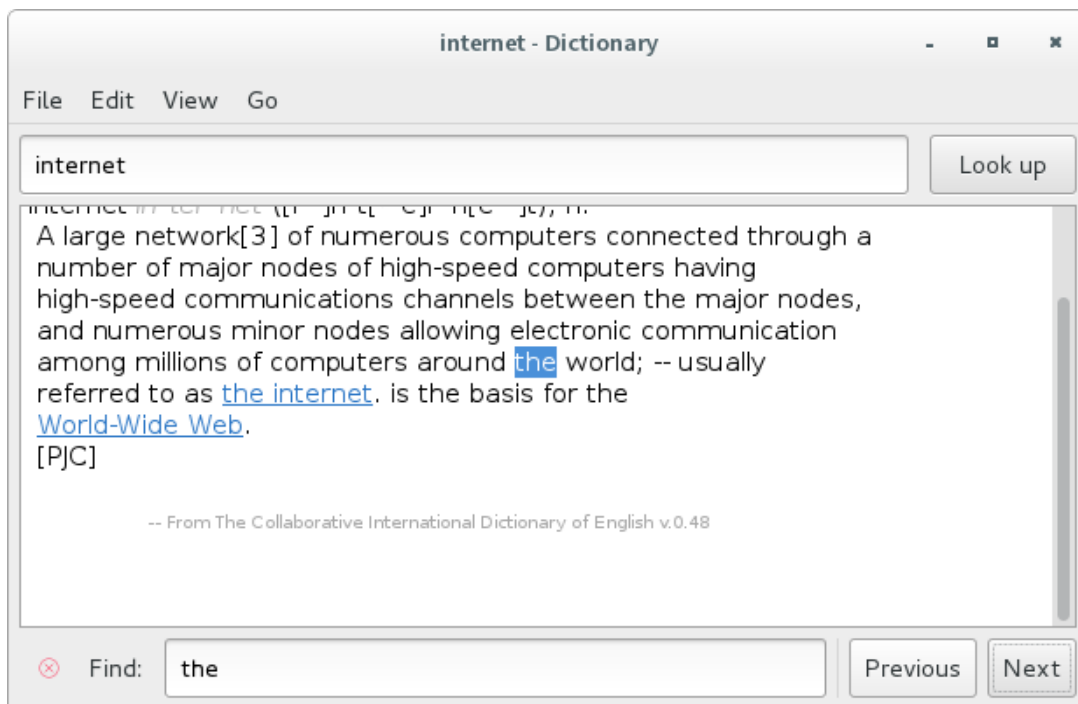 internet - Dictionary
File Edit View Go
internet
Look up
A large network[3] of numerous computers connected through a
number of major nodes of high-speed computers having
high-speed communications channels between the major nodes,
and numerous minor nodes allowing electronic communication
among millions of computers around the world; -- usually
referred to as the internet. is the basis for the
World-Wide Web.
[PJC]
-- From The Collaborative International Dictionary of English v.0.48
Find: the
Previous Next